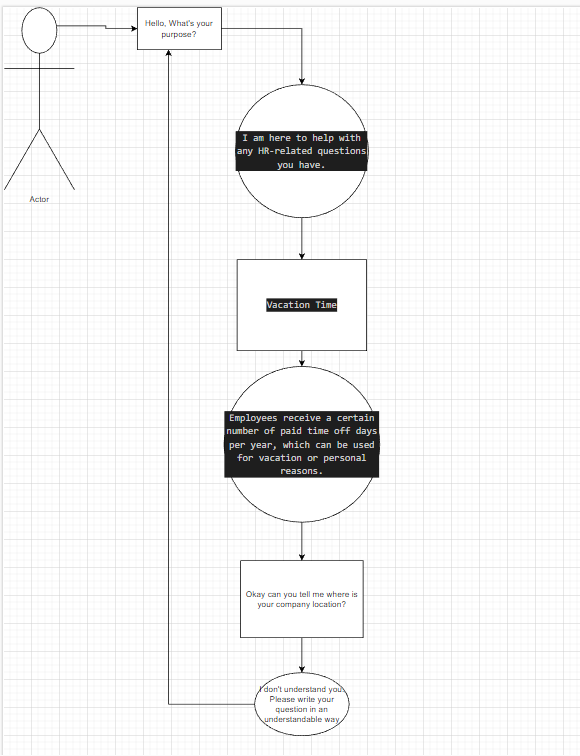 Hello, What's your
purpose?
I am here to help with
any HR-related questions
you have.
Actor
Vacation Time
Employees receive a certain
number of paid time off days
per year, which can be used
for vacation or personal
reasons.
Okay can you tell me where is
your company location?
I don't understand you.
Please write your
question in an
understandable way